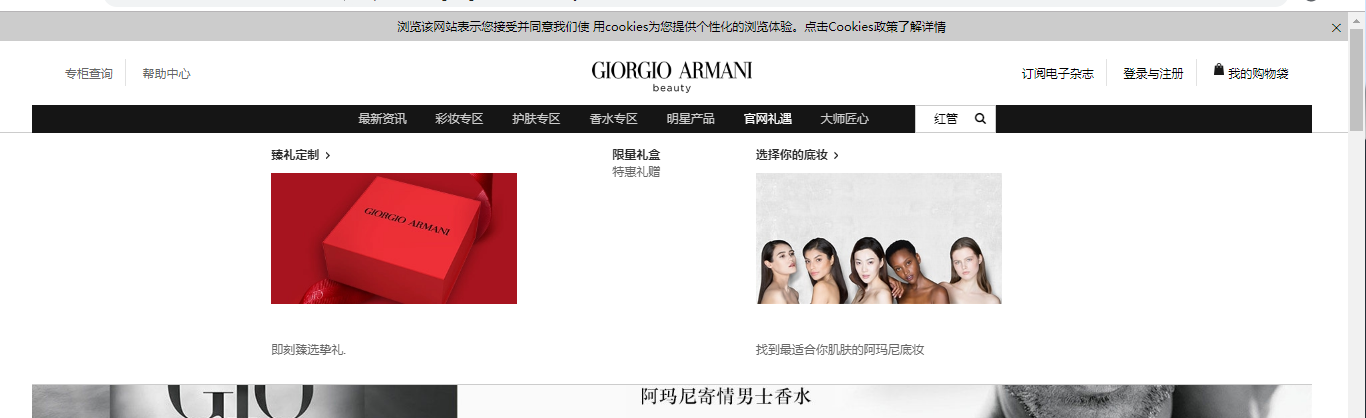 浏览该网站表示您接受并同意我们使 用cookies为您提供个性化的浏览体验。点击Cookies政策了解详情
专柜查询 帮助中心
GIORGIO ARMANI
beauty
订阅电子杂志 登录与注册 我的购物袋
最新资讯 彩妆专区 护肤专区 香水专区 明星产品 官网礼遇 大师匠心 红管
臻礼定制
GIORGIO ARMANI
即刻臻选挚礼.
限量礼盒
特惠礼赠
选择你的底妆
找到最适合你肌肤的阿玛尼底妆
GIO
阿玛尼寄情男士香水